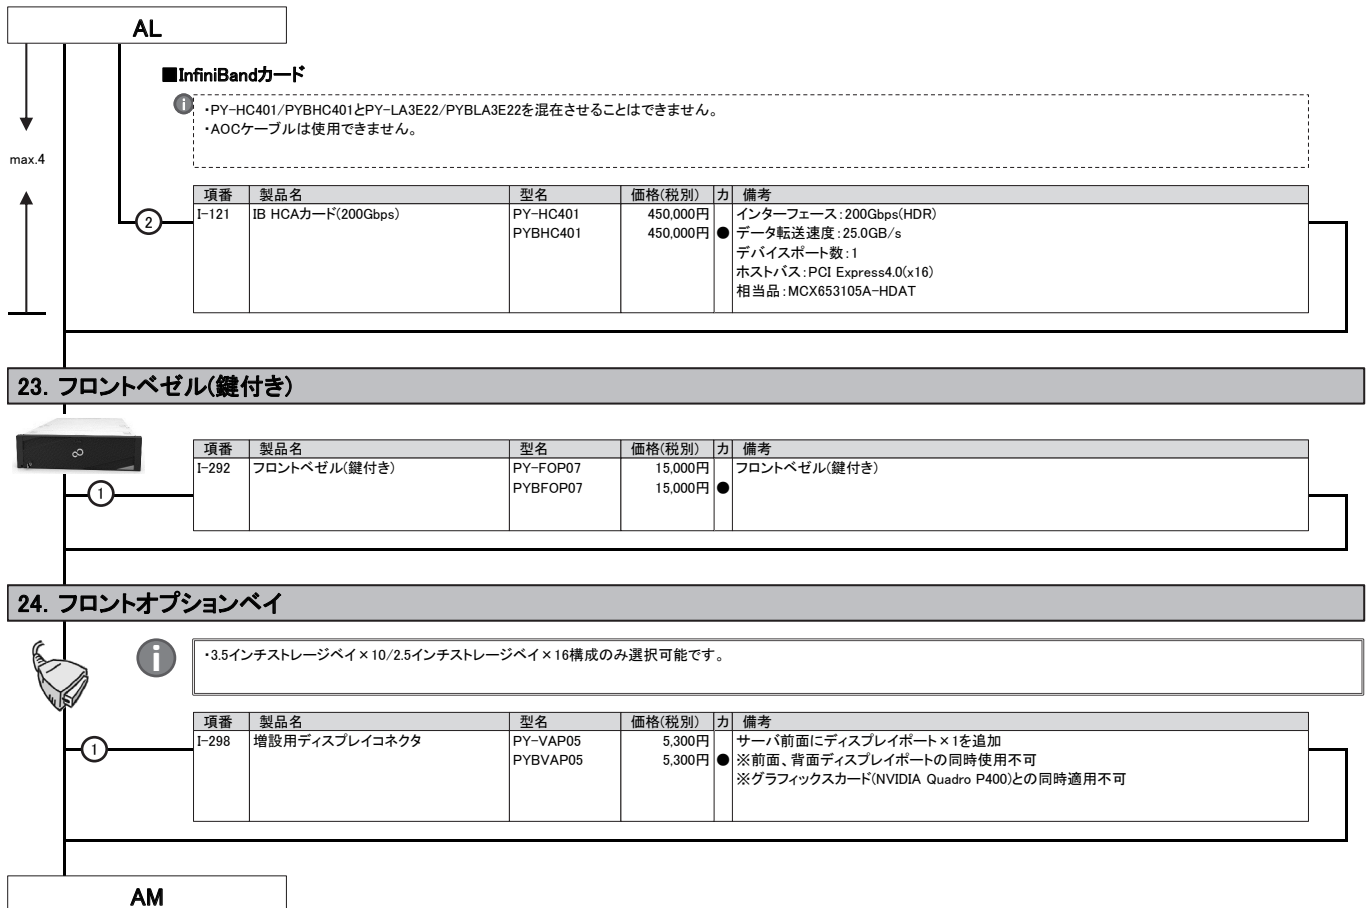 AL
■InfiniBandカード
i ・PY-HC401/PYBHC401とPY-LA3E22/PYBLA3E22を混在させることはできません。
・AOCケーブルは使用できません。
max.4
項番 製品名 型名 価格(税別) カ 備考
2 I-121 IB HCAカード(200Gbps) PY-HC401 450,000円 インターフェース:200Gbps(HDR)
PYBHC401 450,000円 ● データ転送速度:25.0GB/s
デバイスポート数:1
ホストバス:PCI Express4.0(x16)
相当品:MCX653105A-HDAT
23. フロントベゼル(鍵付き)
項番 製品名 型名 価格(税別) カ 備考
I-292 フロントベゼル(鍵付き) PY-FOP07 15,000円 フロントベゼル(鍵付き)
1 PYBFOP07 15,000円 ●
24. フロントオプションベイ
i ・3.5インチストレージベイ×10/2.5インチストレージベイ×16構成のみ選択可能です。
項番 製品名 型名 価格(税別) カ 備考
1 I-298 増設用ディスプレイコネクタ PY-VAP05 5,300円 サーバ前面にディスプレイポート×1を追加
PYBVAP05 5,300円 ● ※前面、背面ディスプレイポートの同時使用不可
※グラフィックスカード(NVIDIA Quadro P400)との同時適用不可
AM